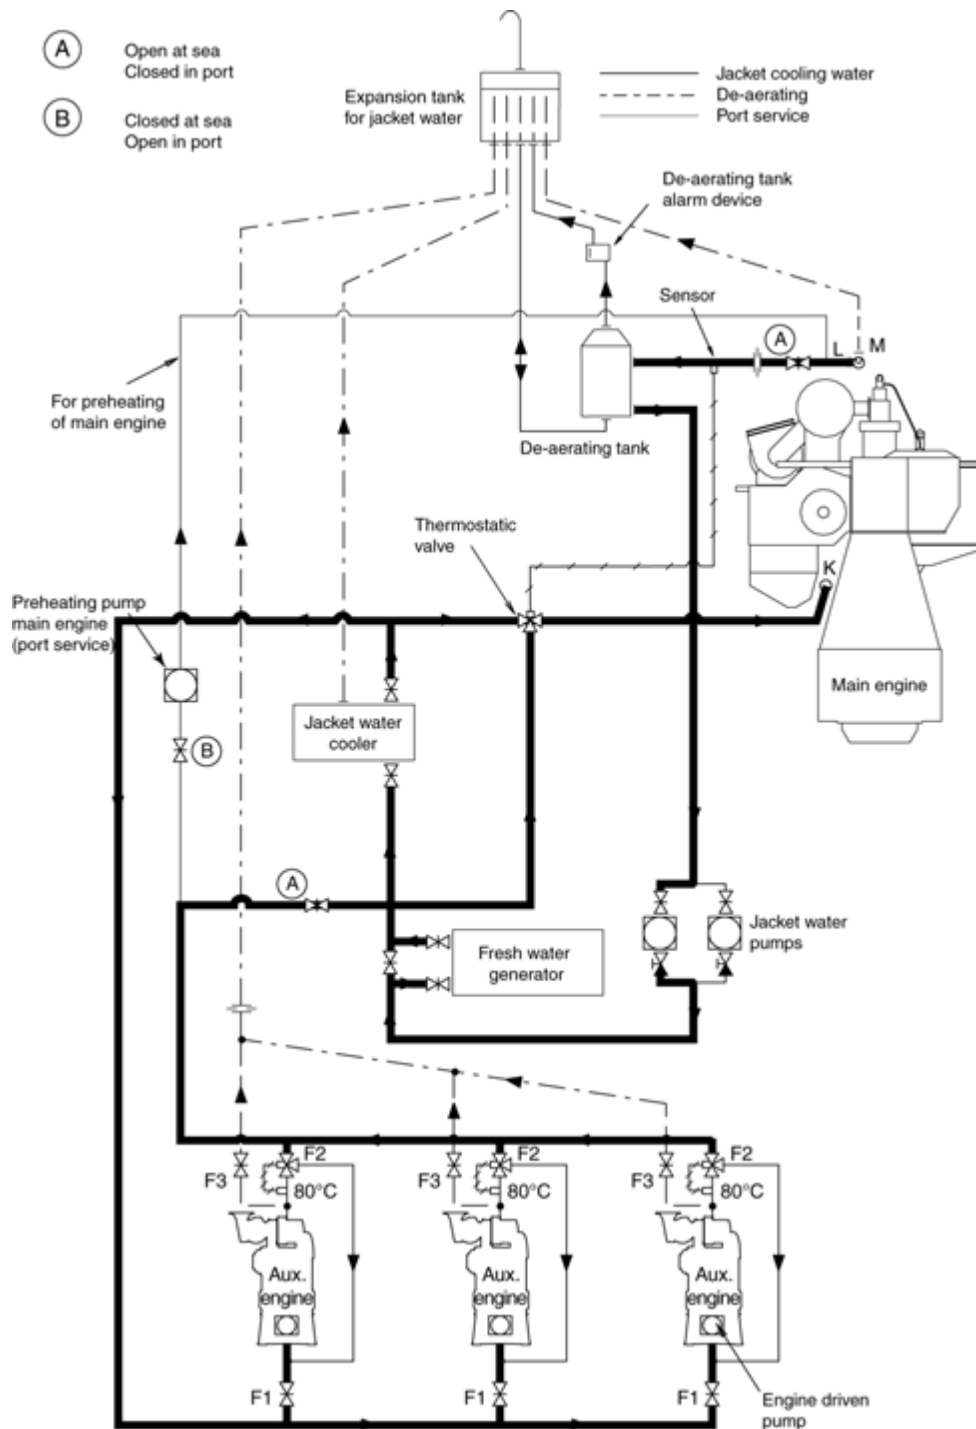 A
Open at sea
Closed in port
B
Closed at sea
Open in port
Expansion tank
for jacket water
Jacket cooling water
De-aerating
Port service
De-aerating tank
alarm device
Sensor
A
L
M
For preheating
of main engine
De-aerating tank
Thermostatic
valve
K
Preheating pump
main engine
(port service)
Main engine
Jacket water
cooler
B
A
Jacket water
pumps
Fresh water
generator
F2
F2
F2
F3
F3
F3
80°C
80°C
80°C
Aux.
engine
Aux.
engine
Aux.
engine
F1
F1
F1
Engine driven
pump